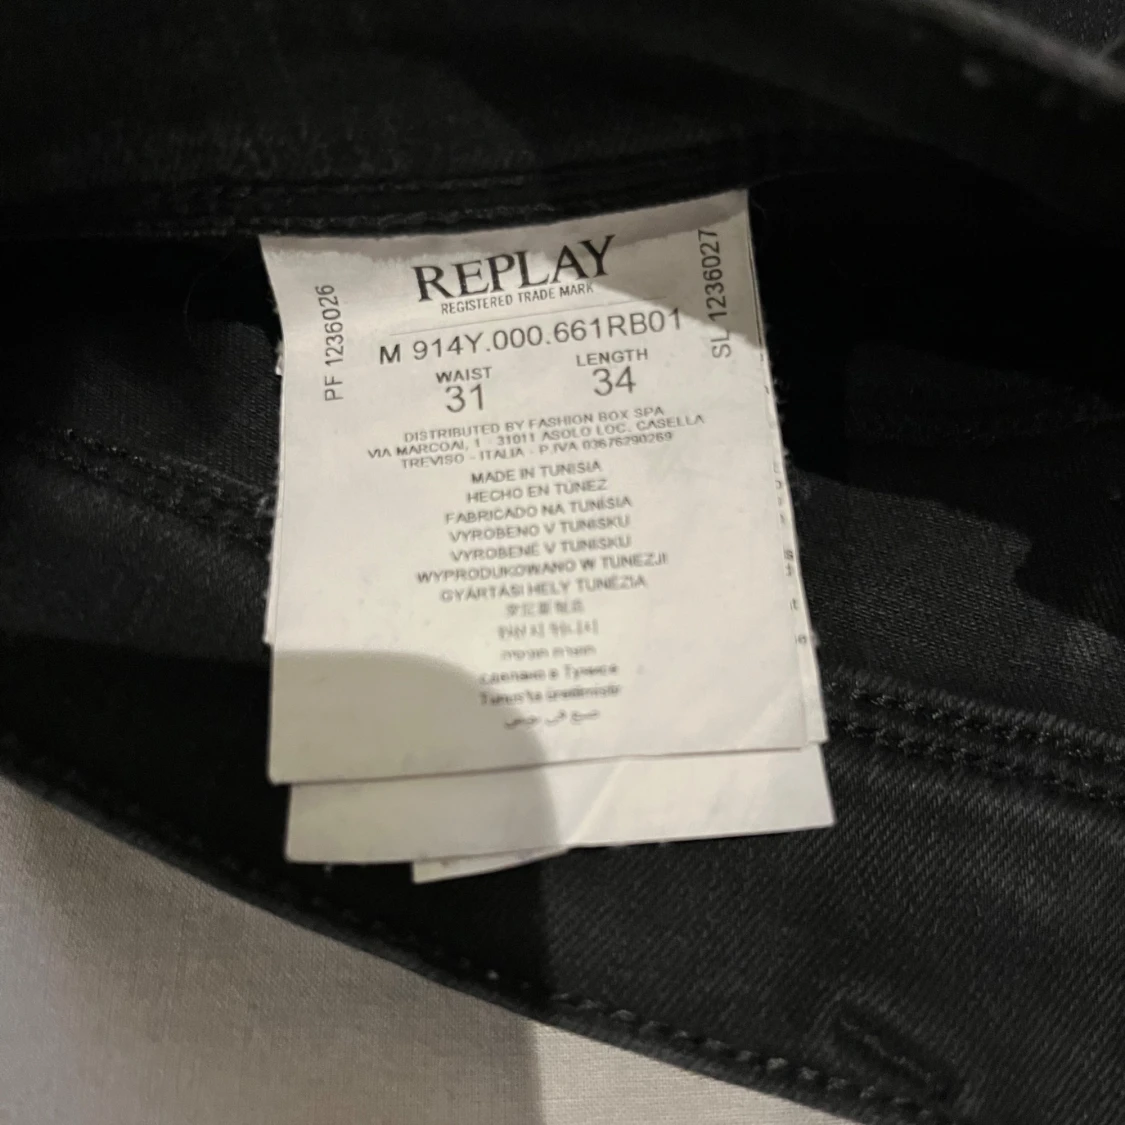 REPLAY
REGISTERED TRADE MARK
PF 1236026
SL 1236027
M 914Y.000.661RB01
WAIST LENGTH
31 34
DISTRIBUTED BY FASHION BOX SPA
VIA MARCOAI, 1 - 31011 ASOLO LOC. CASELLA
TREVISO - ITALIA - P.IVA 03676290269
MADE IN TUNISIA
HECHO EN TÚNEZ
FABRICADO NA TUNÍSIA
VYROBENO V TUNISKU
VYROBENÉ V TUNISKU
WYPRODUKOWANO W TUNEZJI
GYÁRTÁSI HELY TUNÉZIA